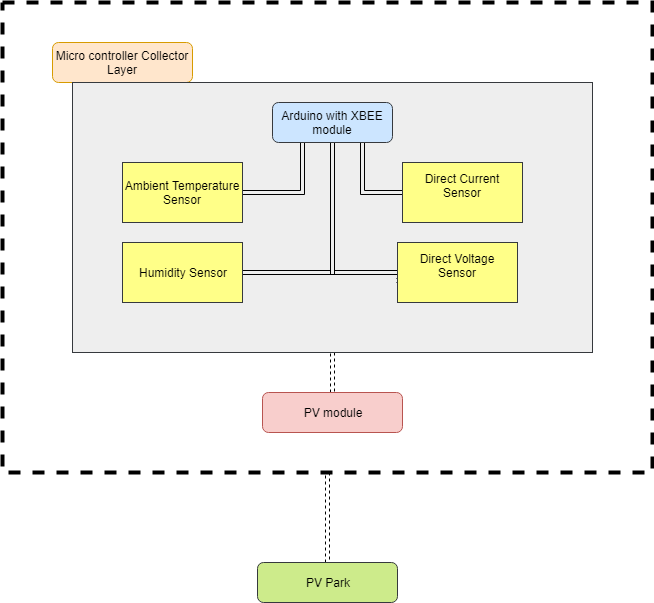 Micro controller Collector
Layer
Arduino with XBEE
module
Ambient Temperature
Sensor
Direct Current
Sensor
Humidity Sensor
Direct Voltage
Sensor
PV module
PV Park